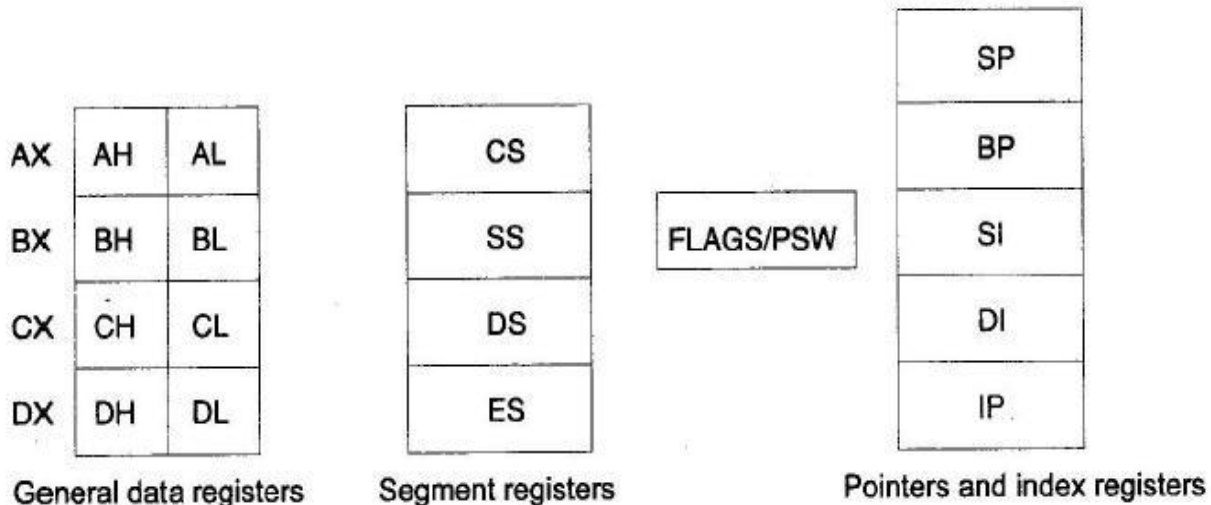 SP
AX AH AL CS BP
BX BH BL SS FLAGS/PSW SI
CX CH CL DS DI
DX DH DL ES IP
General data registers Segment registers Pointers and index registers